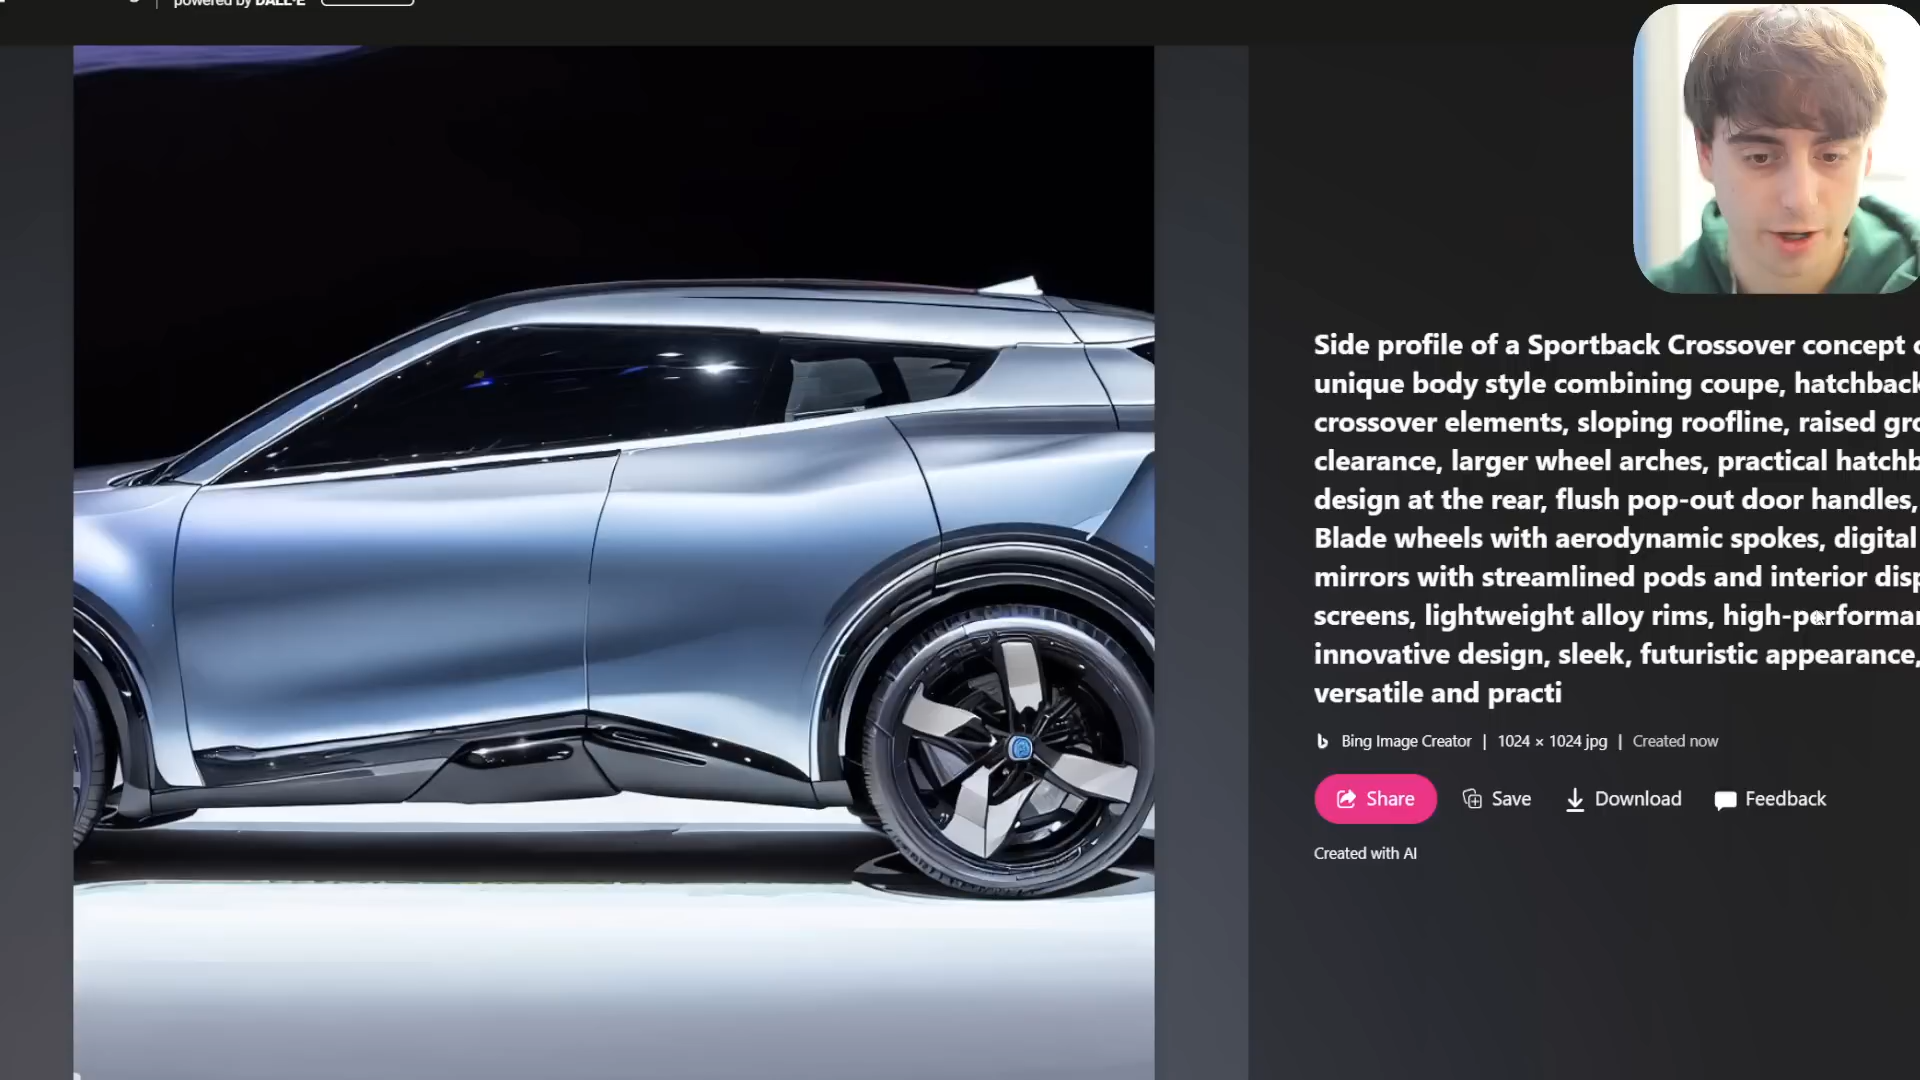 powered by DALL·E
Side profile of a Sportback Crossover concept
unique body style combining coupe, hatchback
crossover elements, sloping roofline, raised
clearance, larger wheel arches, practical
design at the rear, flush pop-out door handles,
Blade wheels with aerodynamic spokes, digital
mirrors with streamlined pods and interior
screens, lightweight alloy rims,
innovative design, sleek, futuristic appearance,
versatile and practi
Bing Image Creator | 1024 × 1024 jpg | Created now
Share Save Download Feedback
Created with AI